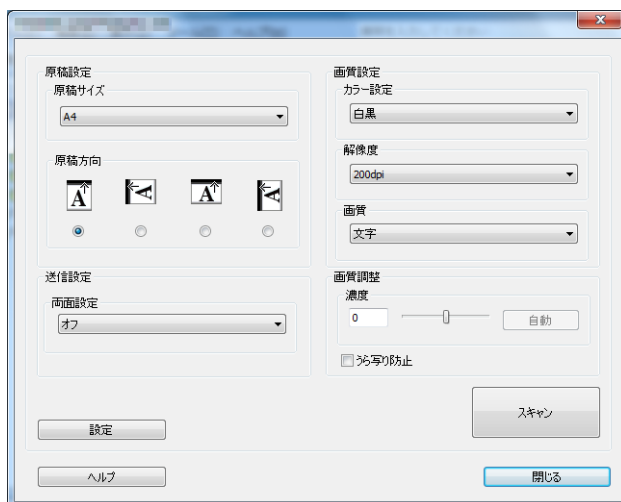 原稿設定
原稿サイズ
A4
原稿方向
A
A
A
A
送信設定
両面設定
オフ
画質設定
カラー設定
白黒
解像度
200dpi
画質
文字
画質調整
濃度
0
自動
うら写り防止
設定
スキャン
ヘルプ
閉じる